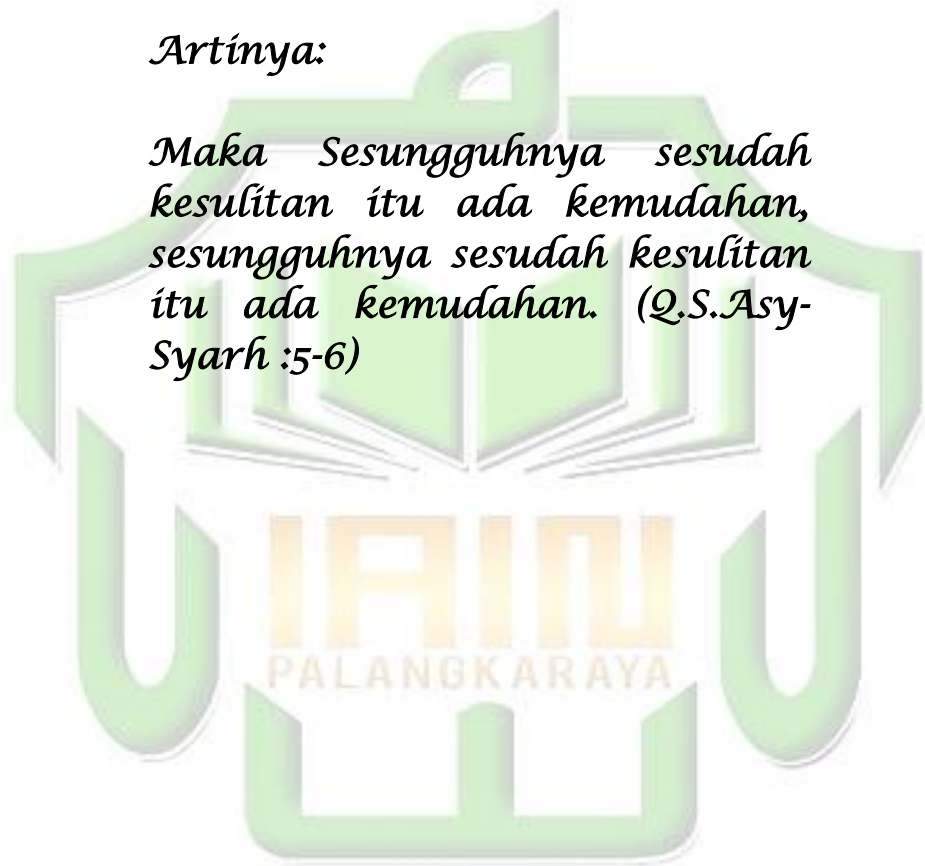 Artinya:
Maka Sesungguhnya sesudah
kesulitan itu ada kemudahan,
sesungguhnya sesudah kesulitan
itu ada kemudahan. (Q.S.Asy-
Syarh :5-6)
IAIN
PALANGKARAYA